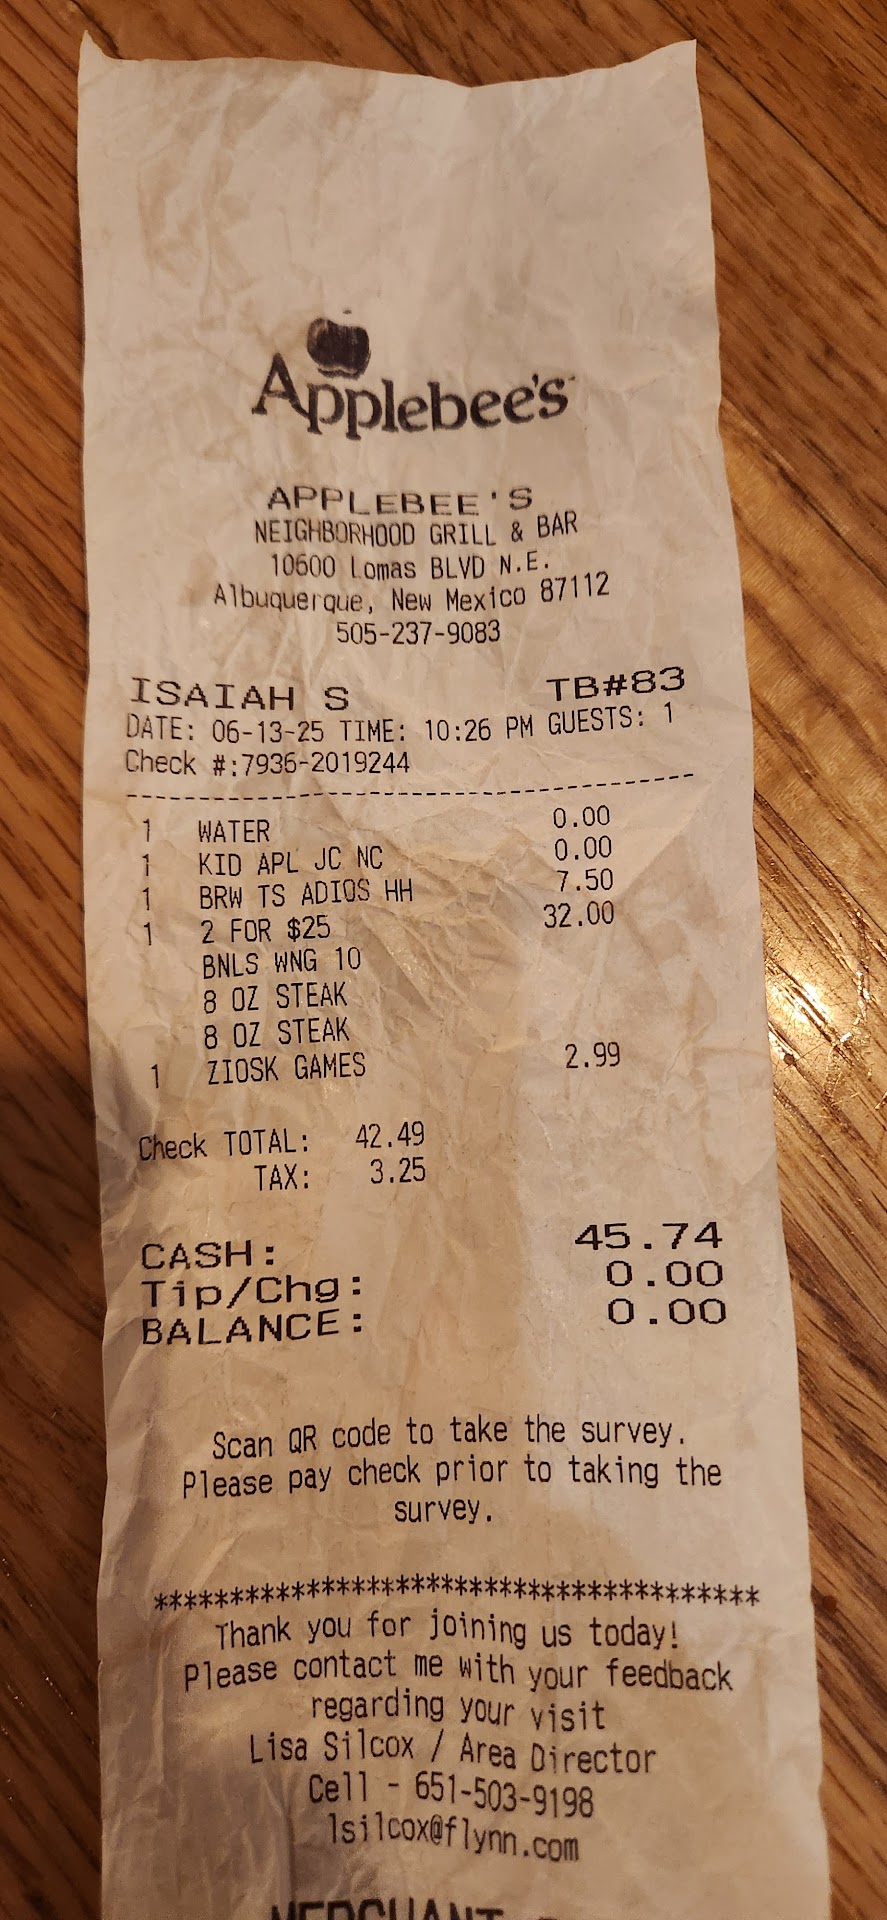 Applebee's
APPLEBEE'S
NEIGHBORHOOD GRILL & BAR
10600 Lomas BLVD N.E.
Albuquerque, New Mexico 87112
505-237-9083
ISAIAH S TB#83
DATE: 06-13-25 TIME: 10:26 PM GUESTS: 1
Check #:7936-2019244
1 WATER 0.00
1 KID APL JC NC 0.00
1 BRW TS ADIOS HH 7.50
1 2 FOR $25 32.00
BNLS WNG 10
8 OZ STEAK
8 OZ STEAK
1 ZIOSK GAMES 2.99
Check TOTAL: 42.49
TAX: 3.25
CASH: 45.74
Tip/Chg: 0.00
BALANCE: 0.00
Scan QR code to take the survey.
Please pay check prior to taking the
survey.
****************************************
Thank you for joining us today!
Please contact me with your feedback
regarding your visit
Lisa Silcox / Area Director
Cell - 651-503-9198
lsilcox@flynn.com
MERCHANT